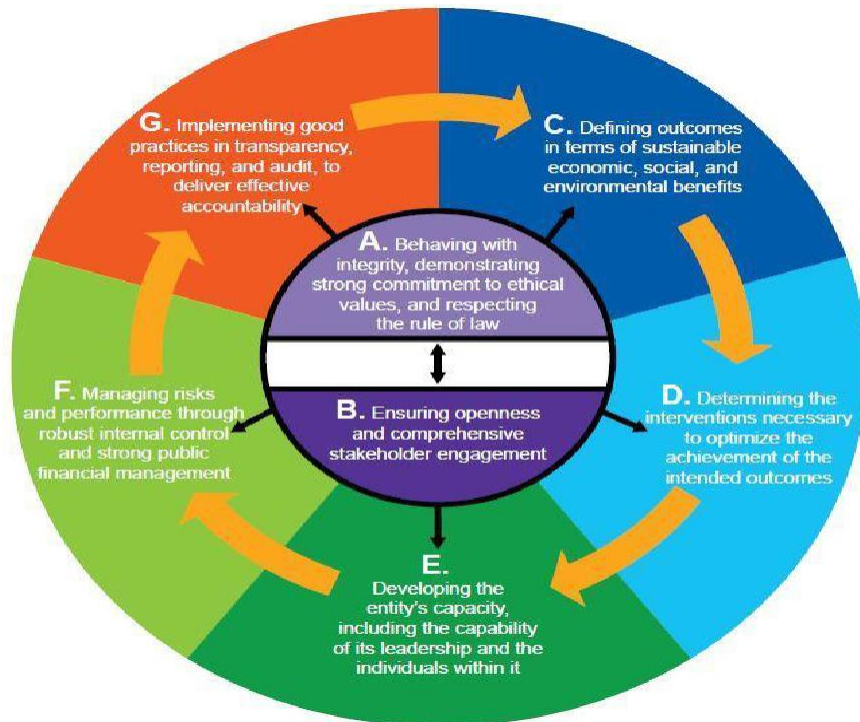 G. Implementing good
practices in transparency,
reporting, and audit, to
deliver effective
accountability
C. Defining outcomes
in terms of sustainable
economic, social, and
environmental benefits
A. Behaving with
integrity, demonstrating
strong commitment to ethical
values, and respecting
the rule of law
B. Ensuring openness
and comprehensive
stakeholder engagement
F. Managing risks
and performance through
robust internal control
and strong public
financial management
D. Determining the
interventions necessary
to optimize the
achievement of the
intended outcomes
E.
Developing the
entity's capacity,
including the capability
of its leadership and the
individuals within it